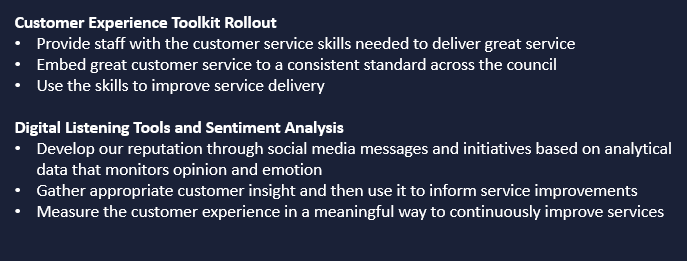 Customer Experience Toolkit Rollout
• Provide staff with the customer service skills needed to deliver great service
• Embed great customer service to a consistent standard across the council
• Use the skills to improve service delivery
Digital Listening Tools and Sentiment Analysis
• Develop our reputation through social media messages and initiatives based on analytical
data that monitors opinion and emotion
• Gather appropriate customer insight and then use it to inform service improvements
• Measure the customer experience in a meaningful way to continuously improve services